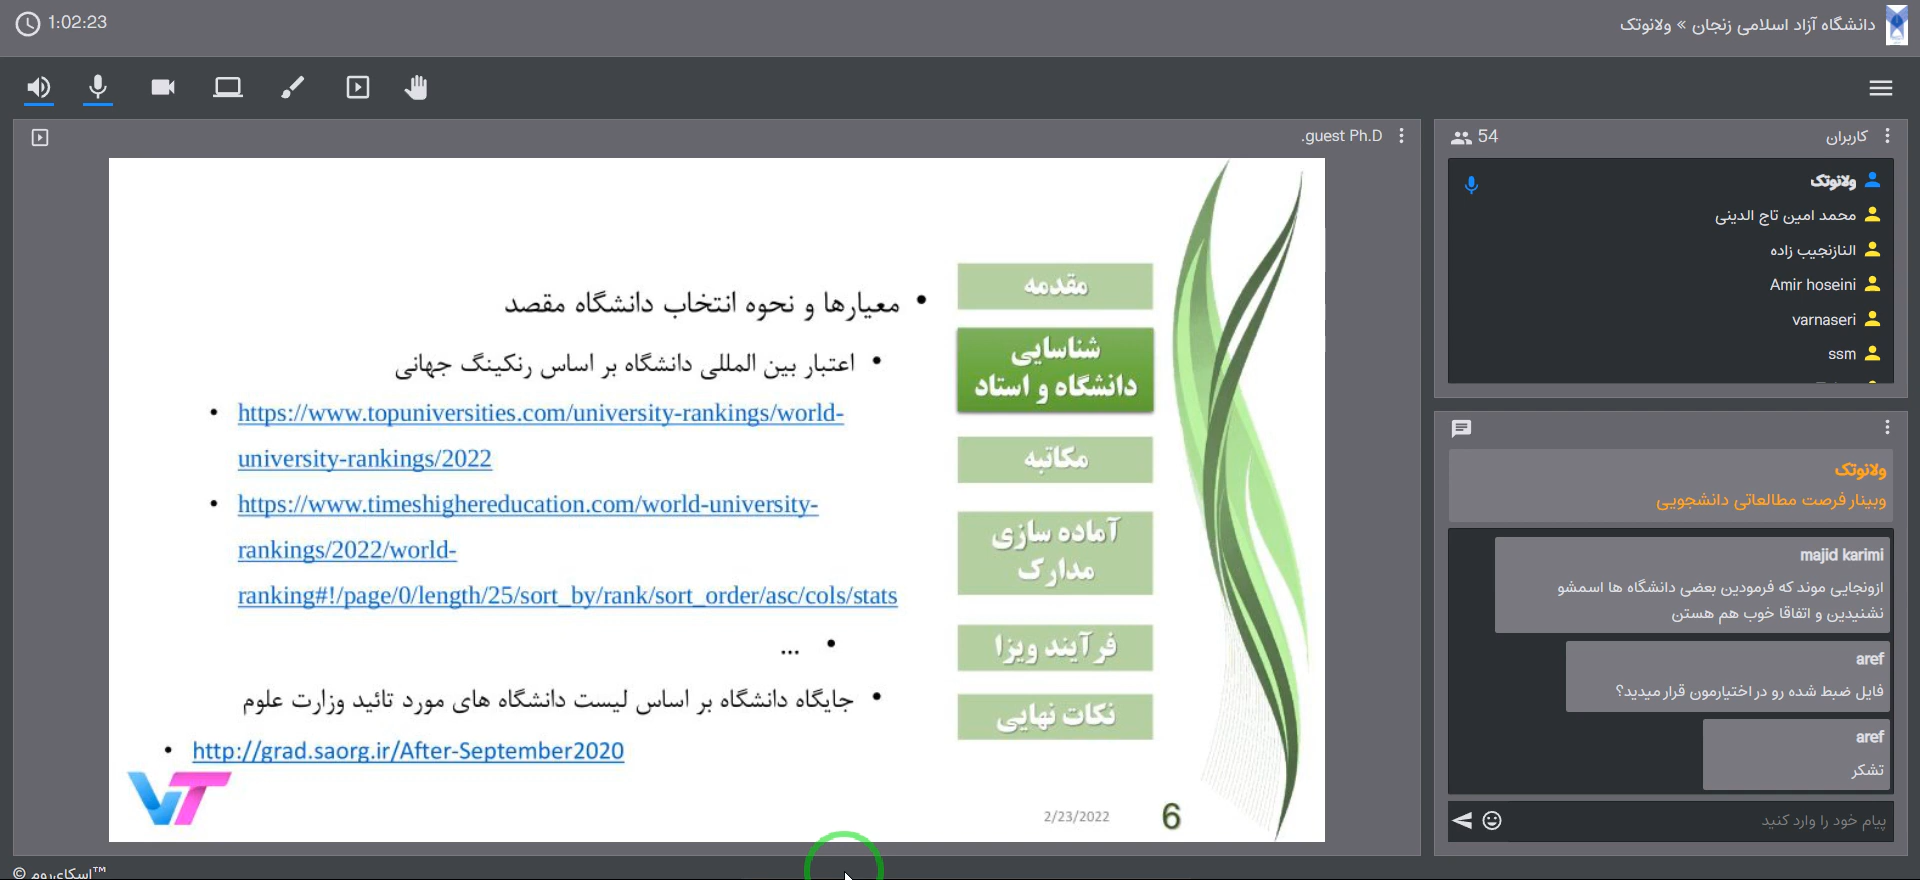 1:02:23
دانشگاه آزاد اسلامی زنجان » ولانوتک
guest Ph.D.
مقدمه
شناسایی
دانشگاه و استاد
مکاتبه
آماده سازی
مدارک
فرآیند ویزا
نکات نهایی
• معیارها و نحوه انتخاب دانشگاه مقصد
• اعتبار بین المللی دانشگاه بر اساس رنکینگ جهانی
• https://www.topuniversities.com/university-rankings/world-
university-rankings/2022
• https://www.timeshighereducation.com/world-university-
rankings/2022/world-
ranking#!/page/0/length/25/sort_by/rank/sort_order/asc/cols/stats
• ...
• جایگاه دانشگاه بر اساس لیست دانشگاه های مورد تائید وزارت علوم
• http://grad.saorg.ir/After-September2020
VT
2/23/2022
6
کاربران
54
ولانوتک
محمد امین تاج الدینی
النازنجیب زاده
Amir hoseini
varnaseri
ssm
ولانوتک
وبینار فرصت مطالعاتی دانشجویی
majid karimi
ازونجایی موند که فرمودین بعضی دانشگاه ها اسمشو
نشنیدین و اتفاقا خوب هم هستن
aref
فایل ضبط شده رو در اختیارمون قرار میدید؟
aref
تشکر
پیام خود را وارد کنید
© اسکای‌روم™